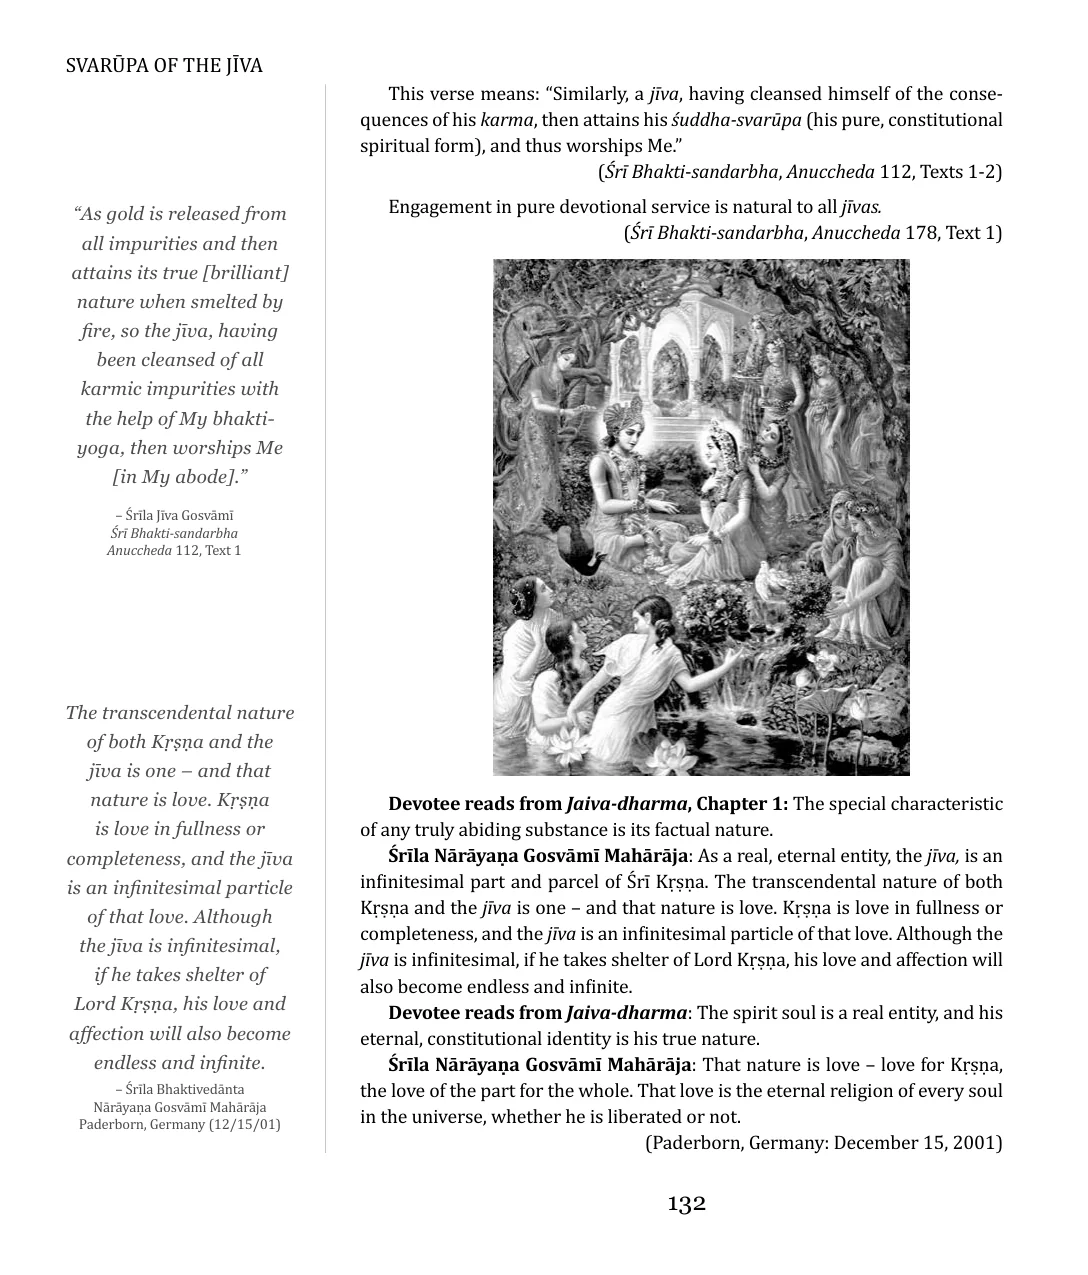 SVARŪPA OF THE JĪVA
“As gold is released from
all impurities and then
attains its true [brilliant]
nature when smelted by
fire, so the jīva, having
been cleansed of all
karmic impurities with
the help of My bhakti-
yoga, then worships Me
[in My abode].”
– Śrīla Jīva Gosvāmī
Śrī Bhakti-sandarbha
Anuccheda 112, Text 1
The transcendental nature
of both Kṛṣṇa and the
jīva is one – and that
nature is love. Kṛṣṇa
is love in fullness or
completeness, and the jīva
is an infinitesimal particle
of that love. Although
the jīva is infinitesimal,
if he takes shelter of
Lord Kṛṣṇa, his love and
affection will also become
endless and infinite.
– Śrīla Bhaktivedānta
Nārāyaṇa Gosvāmī Mahārāja
Paderborn, Germany (12/15/01)
This verse means: “Similarly, a jīva, having cleansed himself of the conse-
quences of his karma, then attains his śuddha-svarūpa (his pure, constitutional
spiritual form), and thus worships Me.”
(Śrī Bhakti-sandarbha, Anuccheda 112, Texts 1-2)
Engagement in pure devotional service is natural to all jīvas.
(Śrī Bhakti-sandarbha, Anuccheda 178, Text 1)
Devotee reads from Jaiva-dharma, Chapter 1: The special characteristic
of any truly abiding substance is its factual nature.
Śrīla Nārāyaṇa Gosvāmī Mahārāja: As a real, eternal entity, the jīva, is an
infinitesimal part and parcel of Śrī Kṛṣṇa. The transcendental nature of both
Kṛṣṇa and the jīva is one – and that nature is love. Kṛṣṇa is love in fullness or
completeness, and the jīva is an infinitesimal particle of that love. Although the
jīva is infinitesimal, if he takes shelter of Lord Kṛṣṇa, his love and affection will
also become endless and infinite.
Devotee reads from Jaiva-dharma: The spirit soul is a real entity, and his
eternal, constitutional identity is his true nature.
Śrīla Nārāyaṇa Gosvāmī Mahārāja: That nature is love – love for Kṛṣṇa,
the love of the part for the whole. That love is the eternal religion of every soul
in the universe, whether he is liberated or not.
(Paderborn, Germany: December 15, 2001)
132